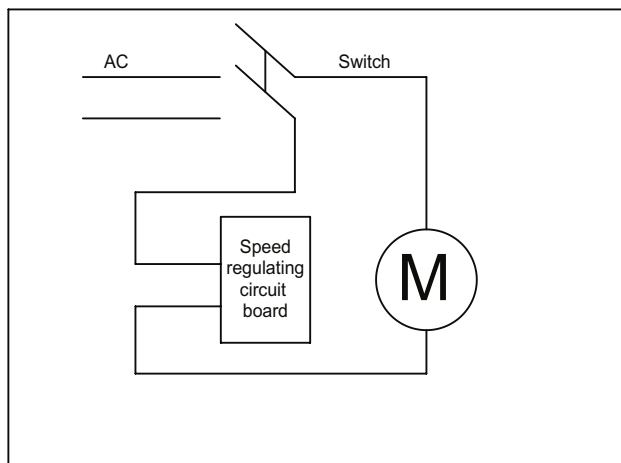 AC
Switch
Speed
regulating
circuit
board
M